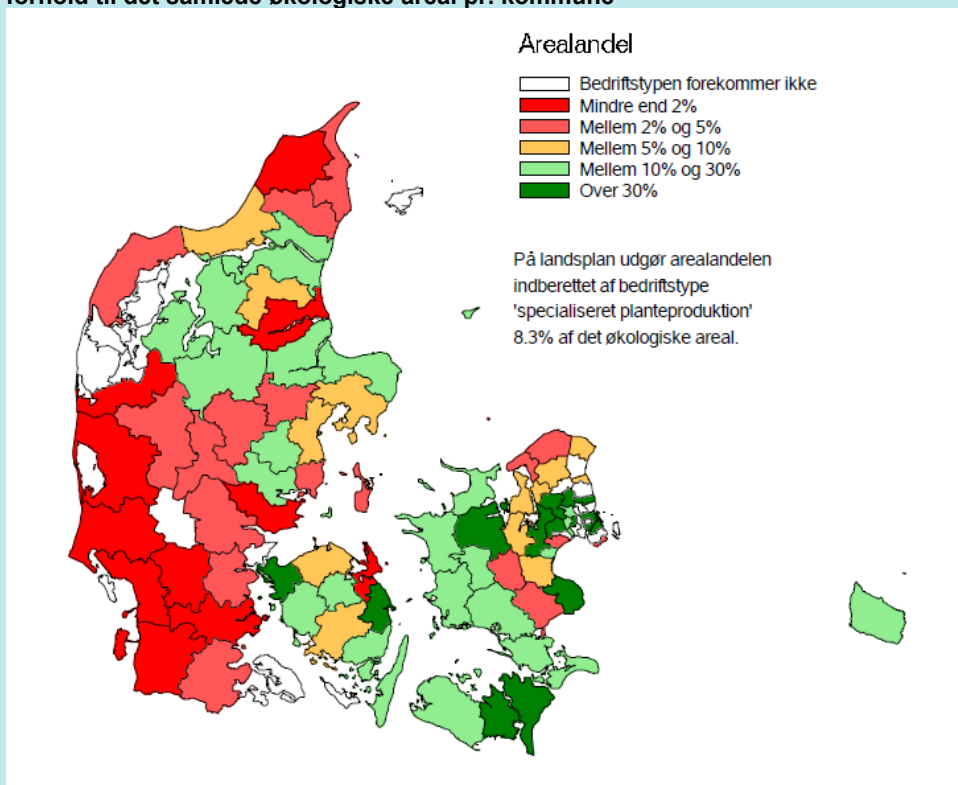 forhold til det samlede økologiske areal pr. kommune
Arealandel
Bedriftstypen forekommer ikke
Mindre end 2%
Mellem 2% og 5%
Mellem 5% og 10%
Mellem 10% og 30%
Over 30%
På landsplan udgør arealandelen
indberettet af bedriftstype
'specialiseret planteproduktion'
8.3% af det økologiske areal.